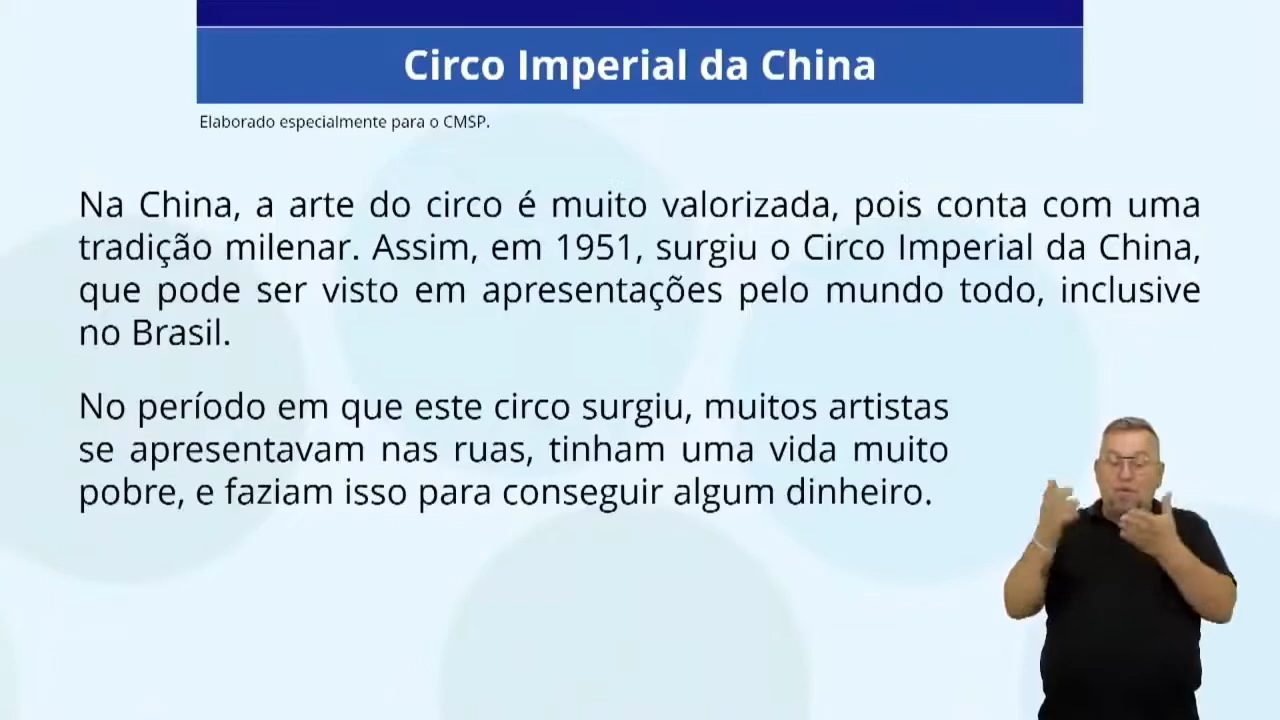 Circo Imperial da China
Elaborado especialmente para o CMSP.
Na China, a arte do circo é muito valorizada, pois conta com uma
tradição milenar. Assim, em 1951, surgiu o Circo Imperial da China,
que pode ser visto em apresentações pelo mundo todo, inclusive
no Brasil.
No período em que este circo surgiu, muitos artistas
se apresentavam nas ruas, tinham uma vida muito
pobre, e faziam isso para conseguir algum dinheiro.